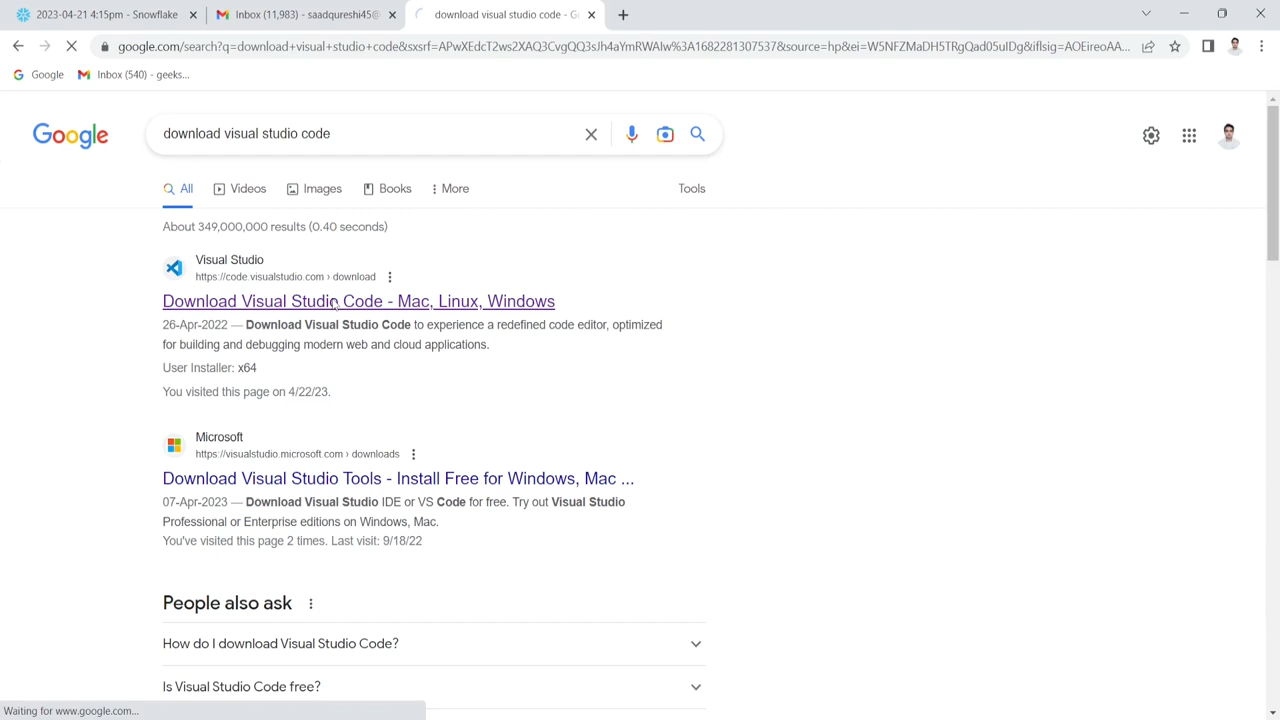 2023-04-21 4:15pm - Snowflake
Inbox (11,983) - saadqureshi45@
download visual studio code - G
google.com/search?q=download+visual+studio+code&sxsrf=APwXEdcT2ws2XAQ3CvgQQ3sJh4aYmRWAIw%3A1682281307537&source=hp&ei=W5NFZMaDH5TRgQad05uIDg&iflsig=AOEireoAA...
Google
Inbox (540) - geeks...
Google
download visual studio code
All
Videos
Images
Books
More
Tools
About 349,000,000 results (0.40 seconds)
Visual Studio
https://code.visualstudio.com › download
Download Visual Studio Code - Mac, Linux, Windows
26-Apr-2022 — Download Visual Studio Code to experience a redefined code editor, optimized
for building and debugging modern web and cloud applications.
User Installer: x64
You visited this page on 4/22/23.
Microsoft
https://visualstudio.microsoft.com › downloads
Download Visual Studio Tools - Install Free for Windows, Mac ...
07-Apr-2023 — Download Visual Studio IDE or VS Code for free. Try out Visual Studio
Professional or Enterprise editions on Windows, Mac.
You've visited this page 2 times. Last visit: 9/18/22
People also ask
How do I download Visual Studio Code?
Is Visual Studio Code free?
Waiting for www.google.com...